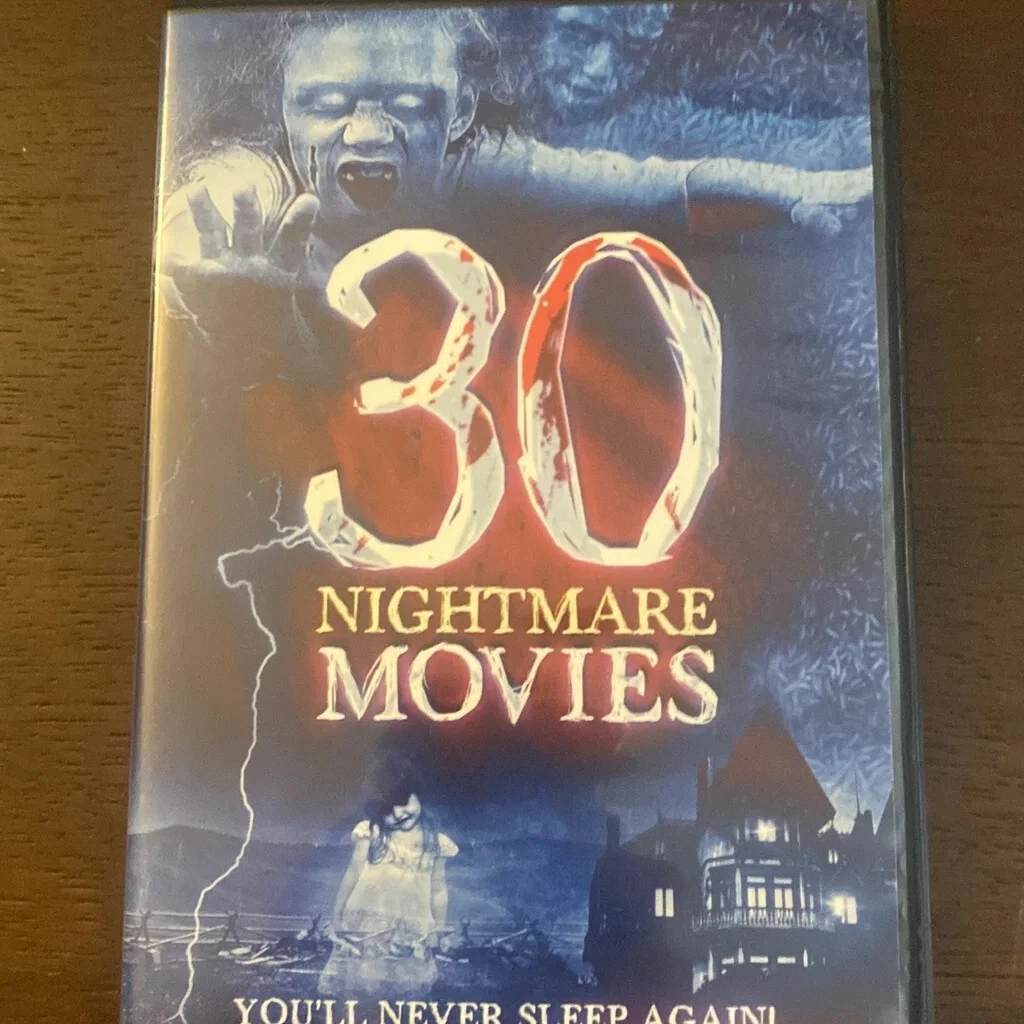 30
NIGHTMARE
MOVIES
YOU'LL NEVER SLEEP AGAIN!